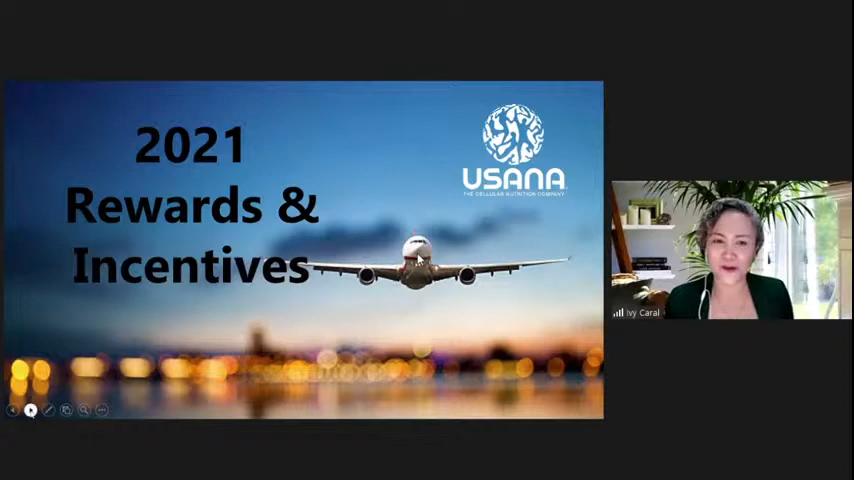 2021
Rewards &
Incentives
USANA
THE CELLULAR NUTRITION COMPANY
Ivy Caral